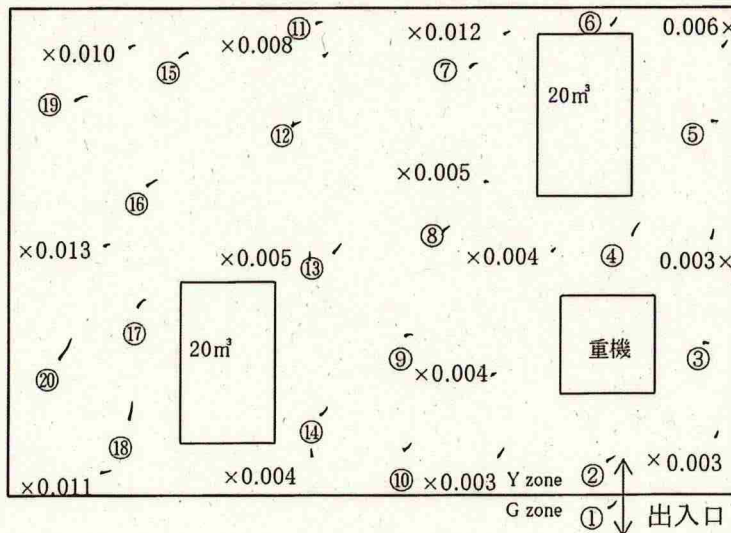 ⑪ ⑥ 0.006×
×0.010 ⑮ ×0.008 ×0.012
⑲ ⑦ 20㎥
⑫ ⑤
⑯ ×0.005
⑧
×0.013 ×0.005 ⑬ ×0.004 ④ 0.003×
⑰ 20㎥ ⑨ 重機 ③
⑳ ×0.004
⑭
⑱ ×0.004 ⑩ ×0.003 Y zone ② ×0.003
×0.011
G zone ① 出入口